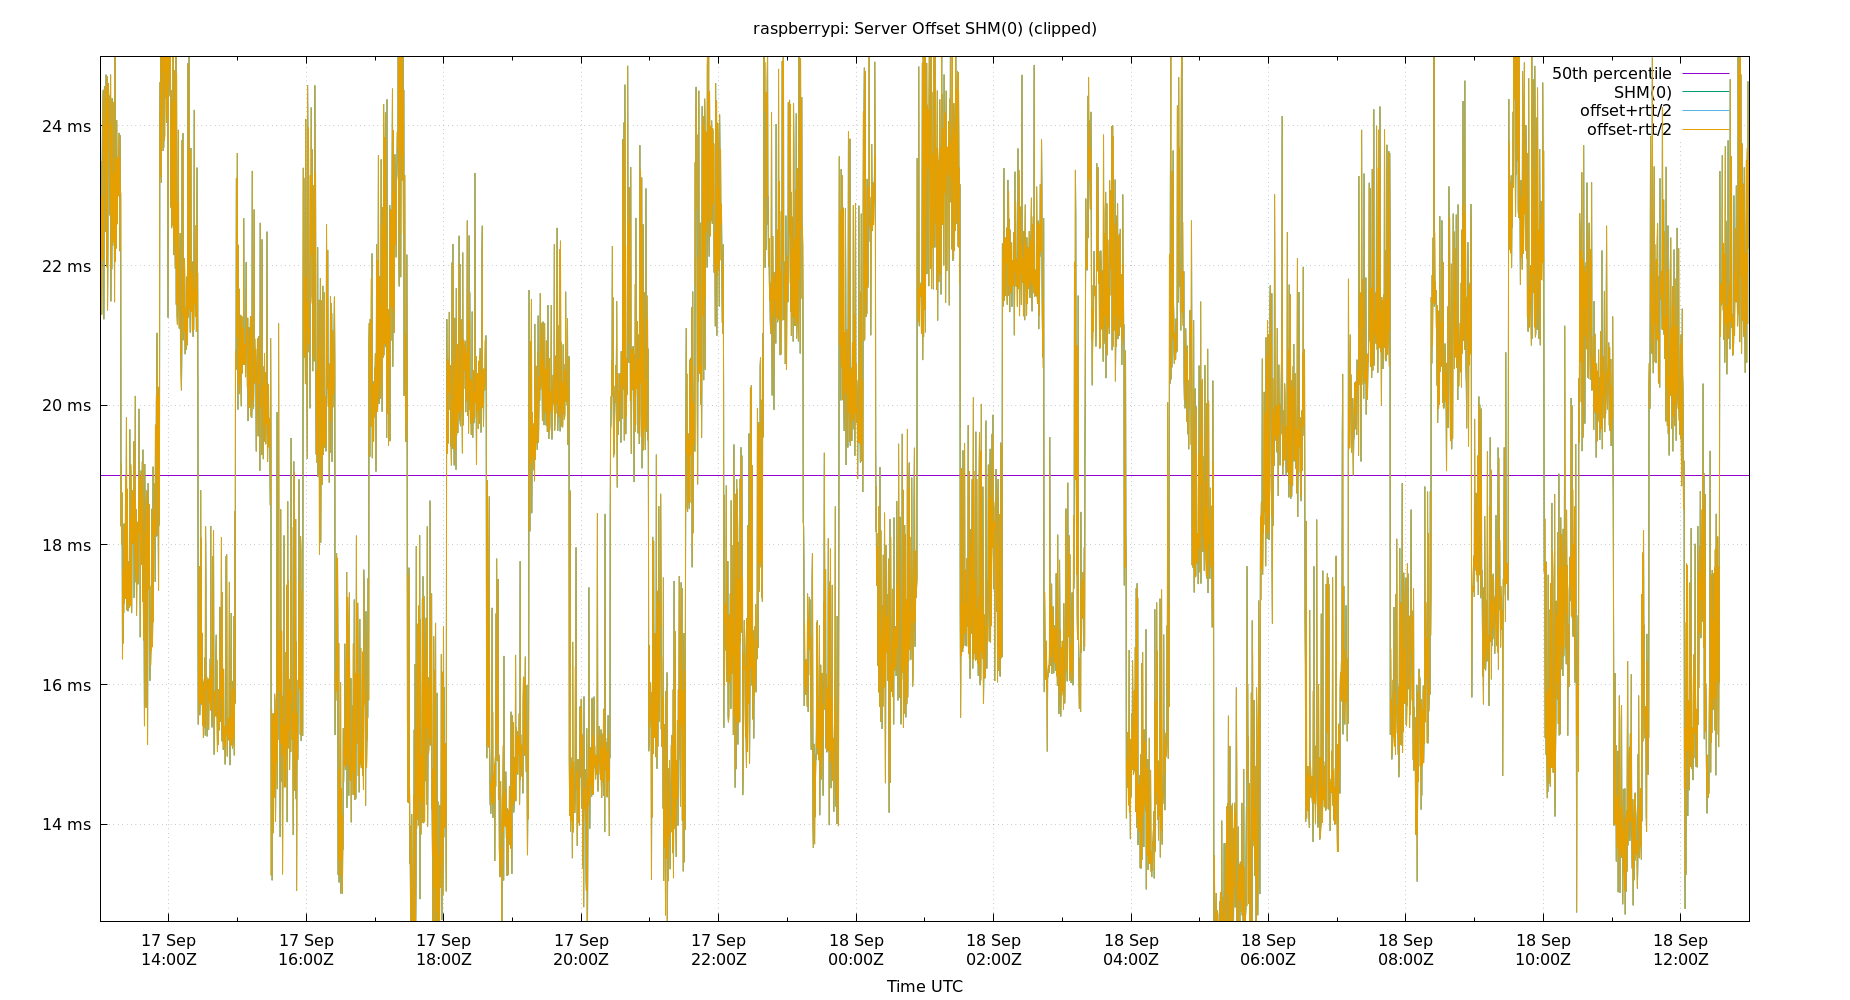 raspberrypi: Server Offset SHM(0) (clipped)
50th percentile
SHM(0)
offset+rtt/2
offset-rtt/2
24 ms
22 ms
20 ms
18 ms
16 ms
14 ms
17 Sep 17 Sep 17 Sep 17 Sep 17 Sep 18 Sep 18 Sep 18 Sep 18 Sep 18 Sep 18 Sep 18 Sep
14:00Z 16:00Z 18:00Z 20:00Z 22:00Z 00:00Z 02:00Z 04:00Z 06:00Z 08:00Z 10:00Z 12:00Z
Time UTC